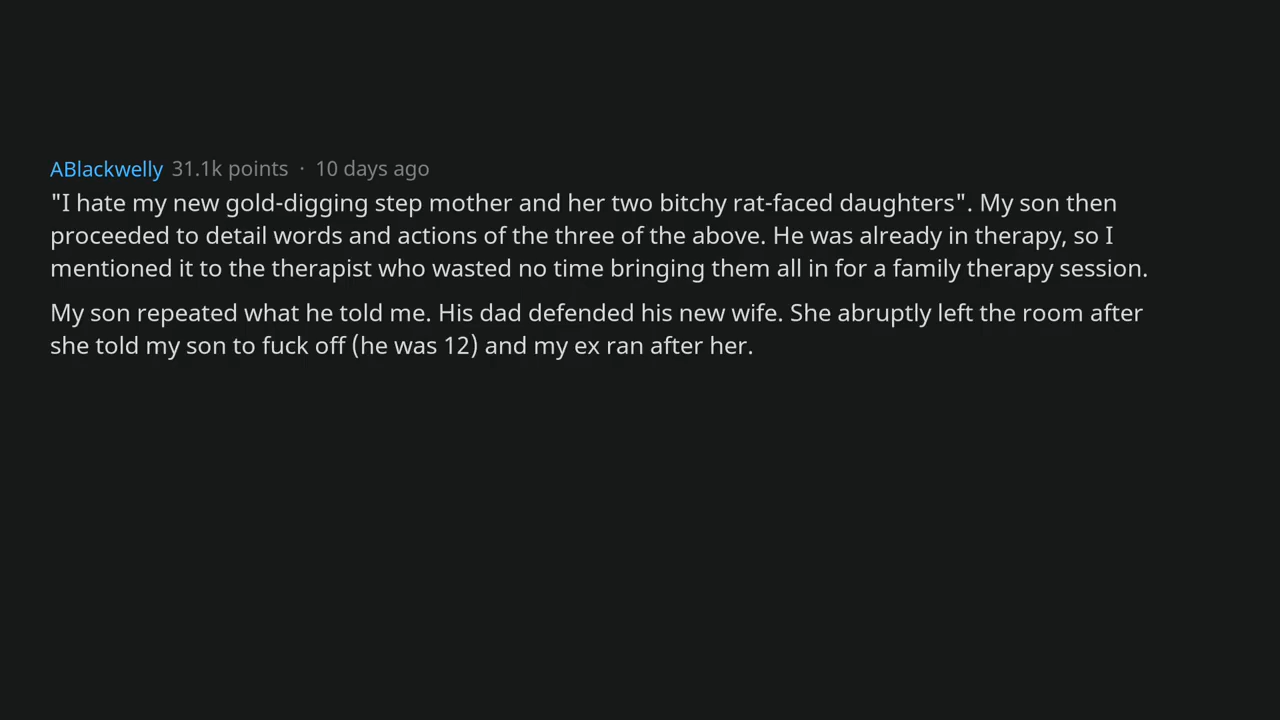 ABlackwelly 31.1k points · 10 days ago
"I hate my new gold-digging step mother and her two bitchy rat-faced daughters". My son then
proceeded to detail words and actions of the three of the above. He was already in therapy, so I
mentioned it to the therapist who wasted no time bringing them all in for a family therapy session.
My son repeated what he told me. His dad defended his new wife. She abruptly left the room after
she told my son to fuck off (he was 12) and my ex ran after her.